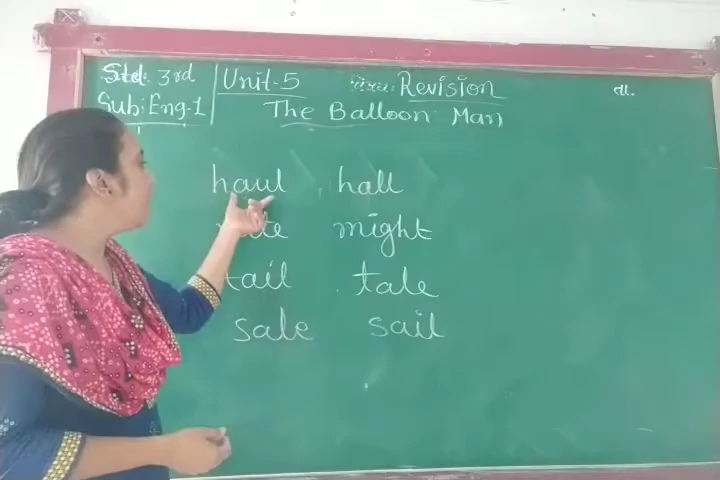 Std: 3rd Unit-5 Revision dt.
Sub: Eng-1 The Balloon Man
haul hall
might
tail tale
sale sail